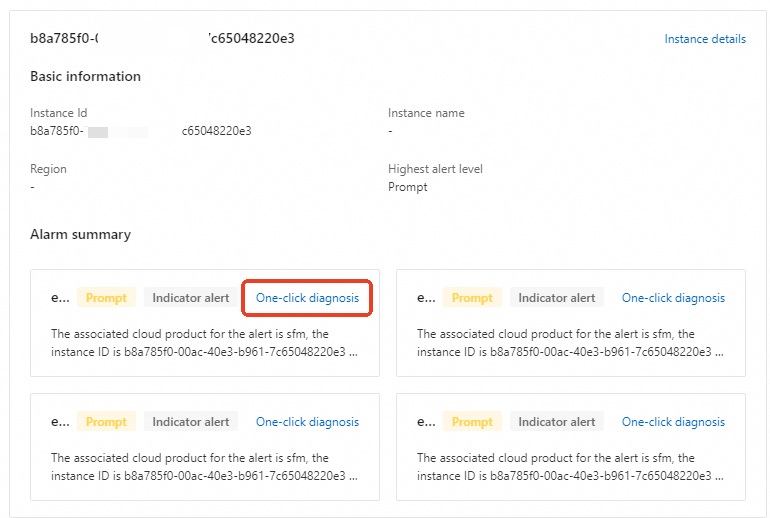 b8a785f0-0 7c65048220e3
Instance details
Basic information
Instance Id
Instance name
b8a785f0- c65048220e3
-
Region
Highest alert level
-
Prompt
Alarm summary
e... Prompt Indicator alert One-click diagnosis
The associated cloud product for the alert is sfm, the
instance ID is b8a785f0-00ac-40e3-b961-7c65048220e3 ...
e... Prompt Indicator alert One-click diagnosis
The associated cloud product for the alert is sfm, the
instance ID is b8a785f0-00ac-40e3-b961-7c65048220e3 ...
e... Prompt Indicator alert One-click diagnosis
The associated cloud product for the alert is sfm, the
instance ID is b8a785f0-00ac-40e3-b961-7c65048220e3 ...
e... Prompt Indicator alert One-click diagnosis
The associated cloud product for the alert is sfm, the
instance ID is b8a785f0-00ac-40e3-b961-7c65048220e3 ...